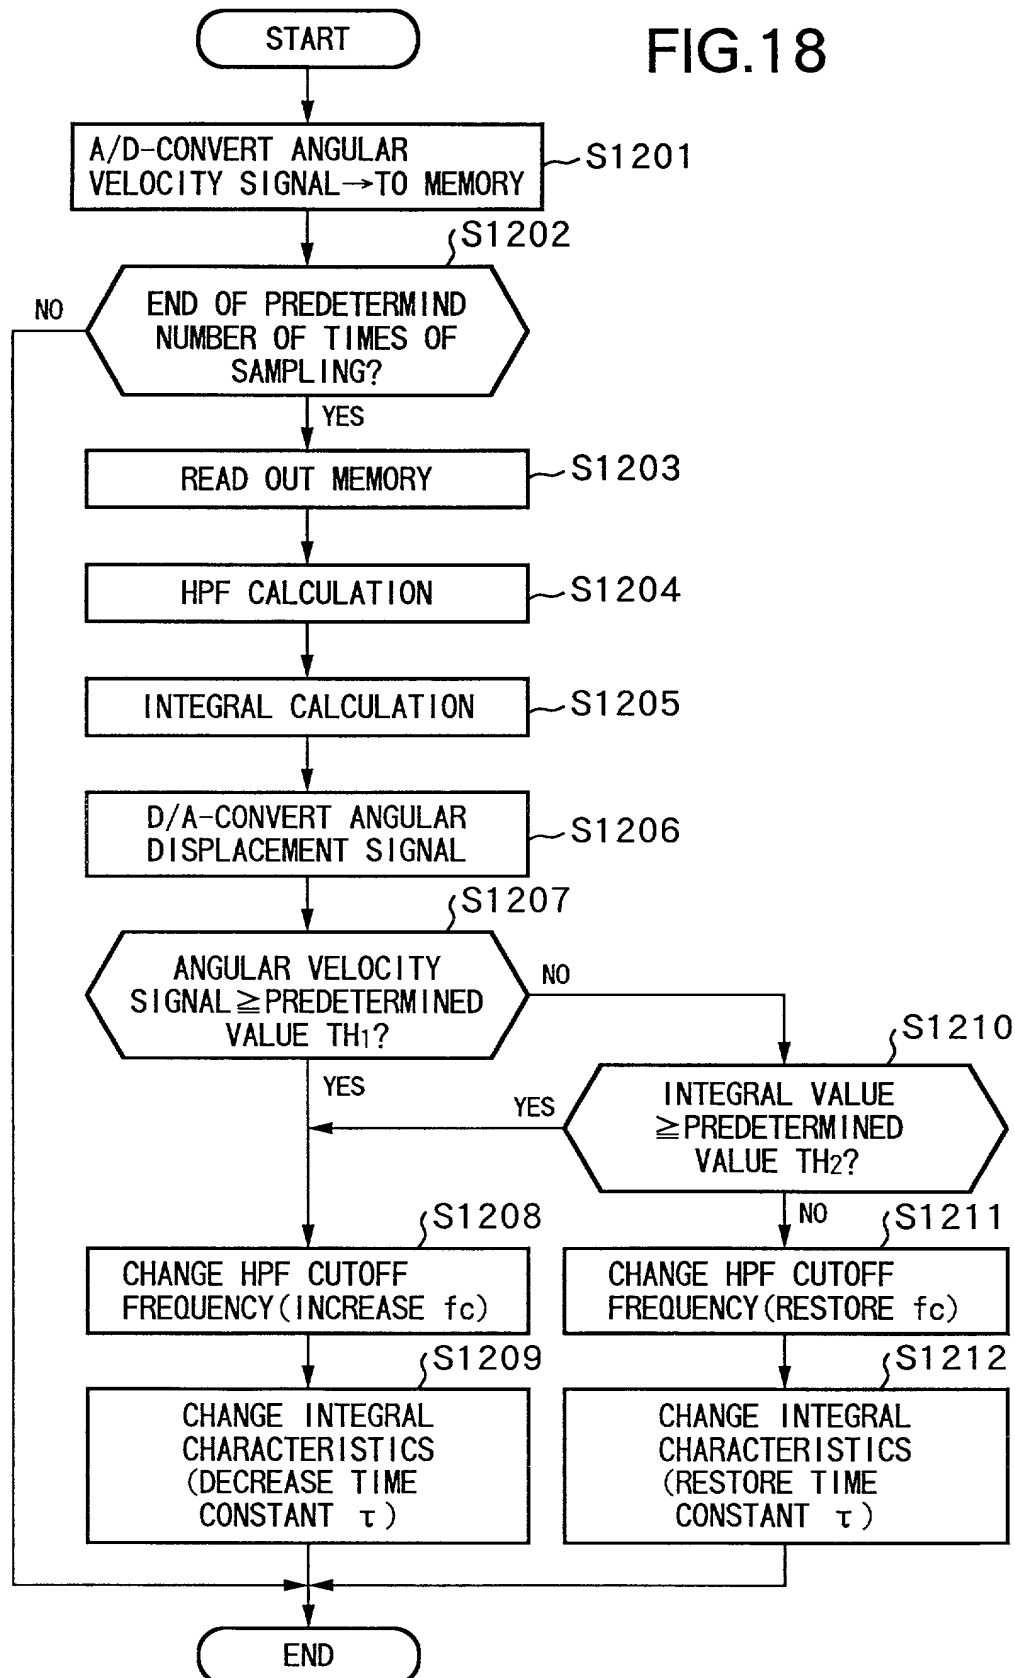 START
FIG.18
A/D-CONVERT ANGULAR
VELOCITY SIGNAL→TO MEMORY
S1201
S1202
NO
END OF PREDETERMIND
NUMBER OF TIMES OF
SAMPLING?
YES
READ OUT MEMORY
S1203
HPF CALCULATION
S1204
INTEGRAL CALCULATION
S1205
D/A-CONVERT ANGULAR
DISPLACEMENT SIGNAL
S1206
S1207
ANGULAR VELOCITY
SIGNAL≧PREDETERMINED
VALUE TH1?
NO
YES
S1210
INTEGRAL VALUE
≧PREDETERMINED
VALUE TH2?
YES
NO
S1208
CHANGE HPF CUTOFF
FREQUENCY(INCREASE fc)
S1211
CHANGE HPF CUTOFF
FREQUENCY(RESTORE fc)
S1209
CHANGE INTEGRAL
CHARACTERISTICS
(DECREASE TIME
CONSTANT τ)
S1212
CHANGE INTEGRAL
CHARACTERISTICS
(RESTORE TIME
CONSTANT τ)
END